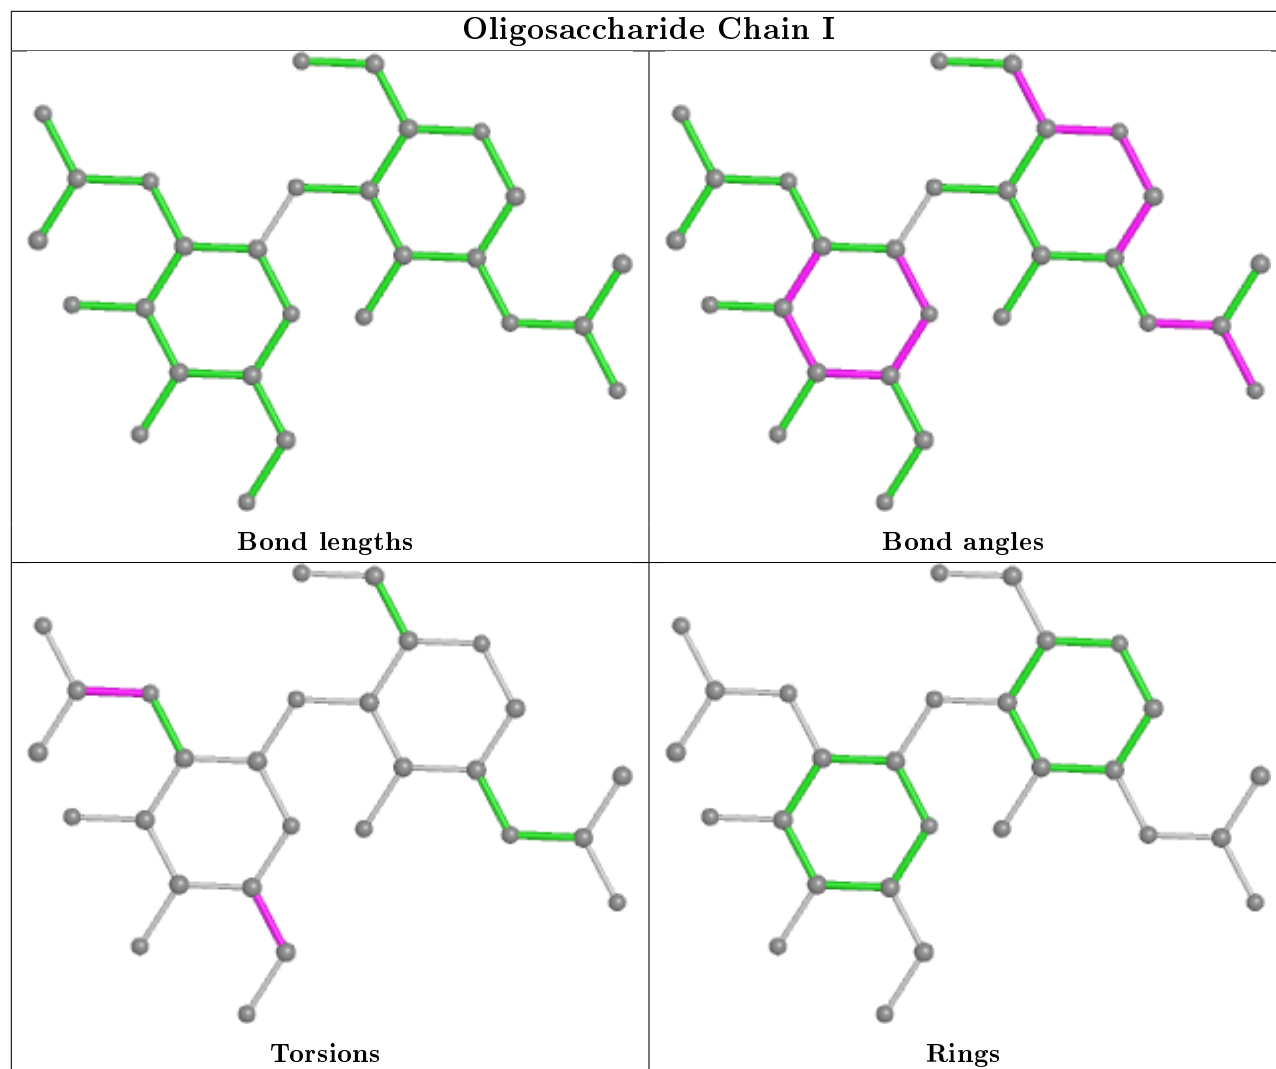 Oligosaccharide Chain I
Bond lengths
Bond angles
Torsions
Rings